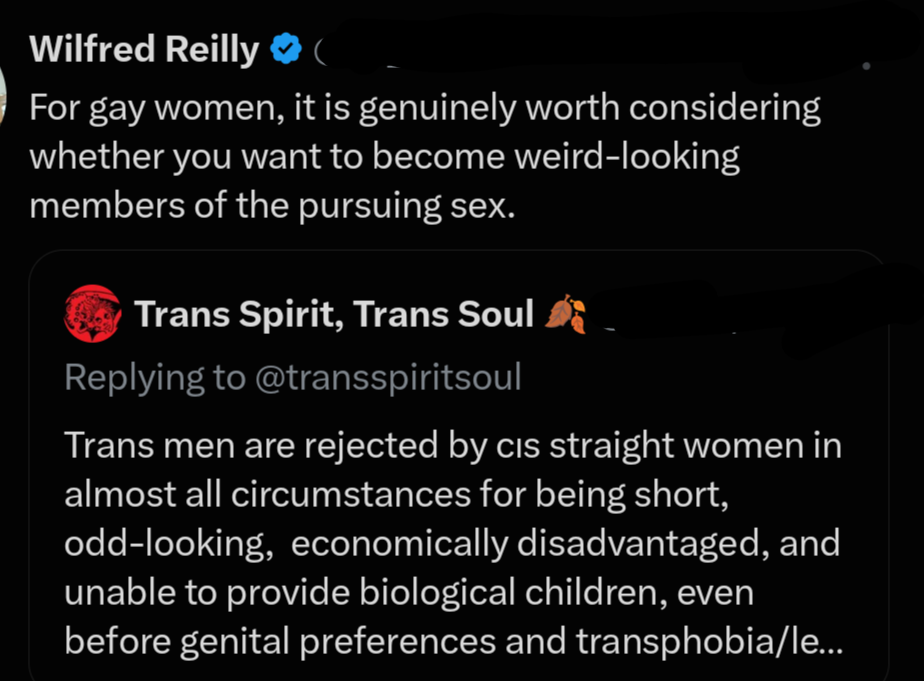 Wilfred Reilly
For gay women, it is genuinely worth considering
whether you want to become weird-looking
members of the pursuing sex.
Trans Spirit, Trans Soul 🍂
Replying to @transspiritsoul
Trans men are rejected by cıs straight women in
almost all circumstances for being short,
odd-looking, economically disadvantaged, and
unable to provide biological children, even
before genital preferences and transphobia/le...